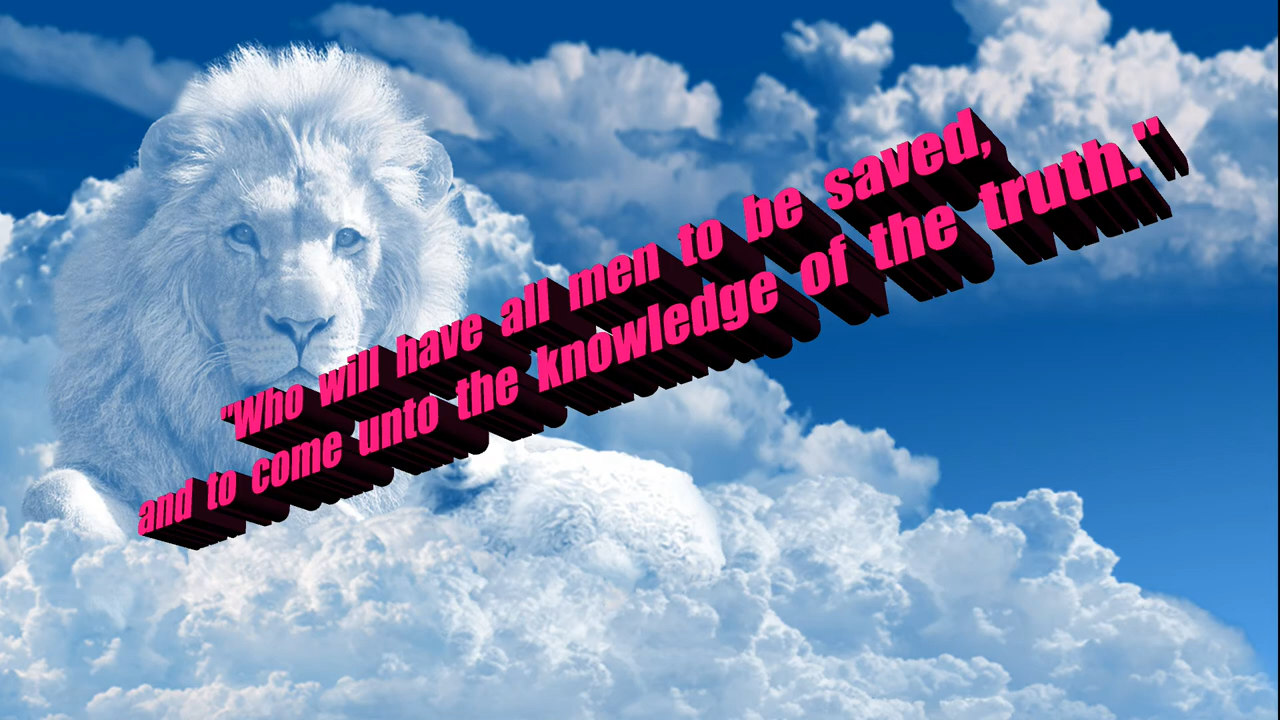 "Who will have all men to be saved,
and to come unto the knowledge of the truth."